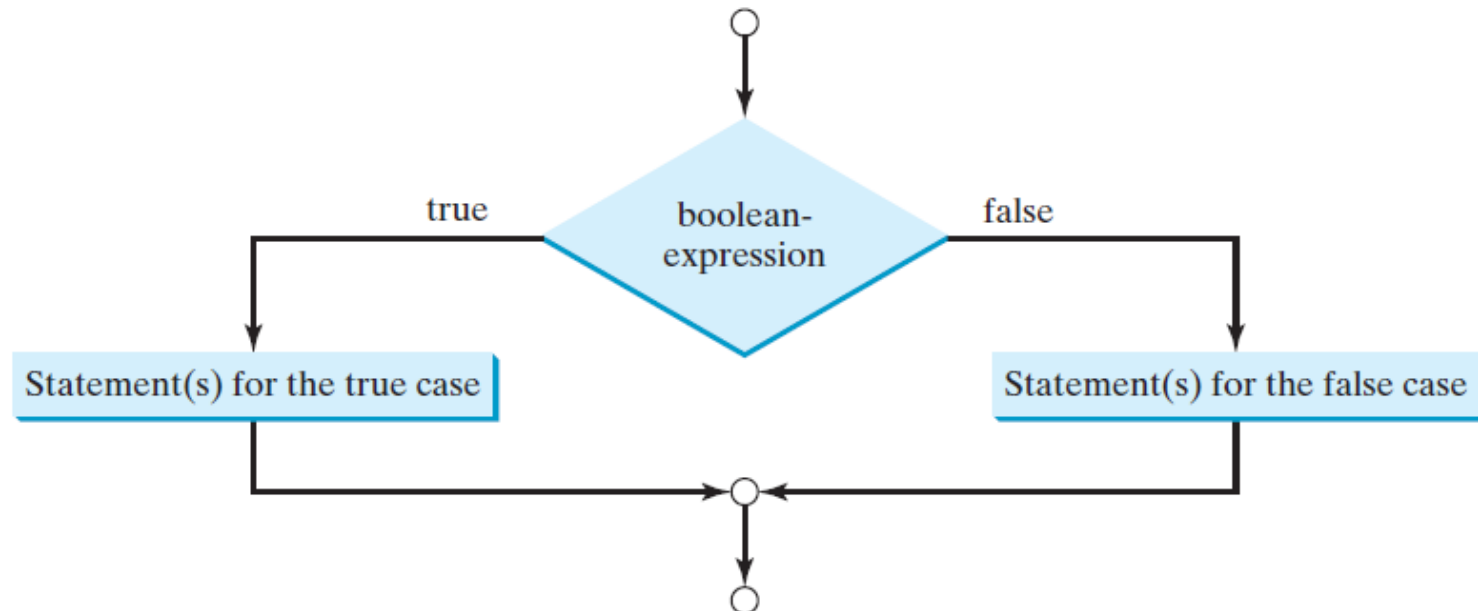 true
boolean-
expression
false
Statement(s) for the true case
Statement(s) for the false case